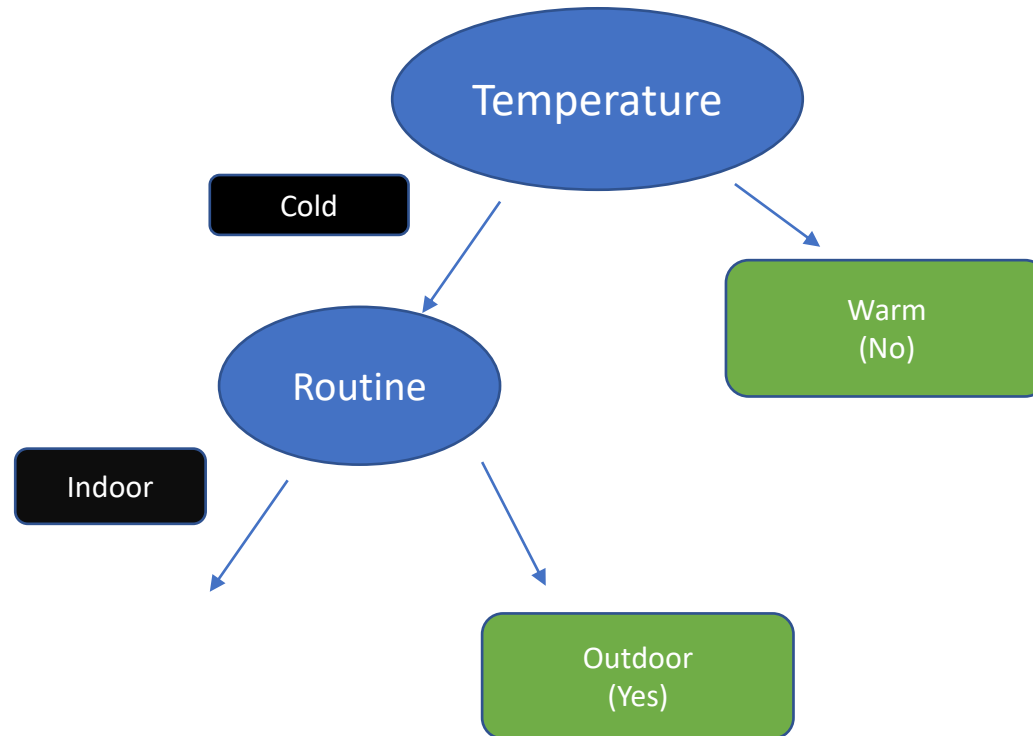 Temperature
Cold
Warm
(No)
Routine
Indoor
Outdoor
(Yes)